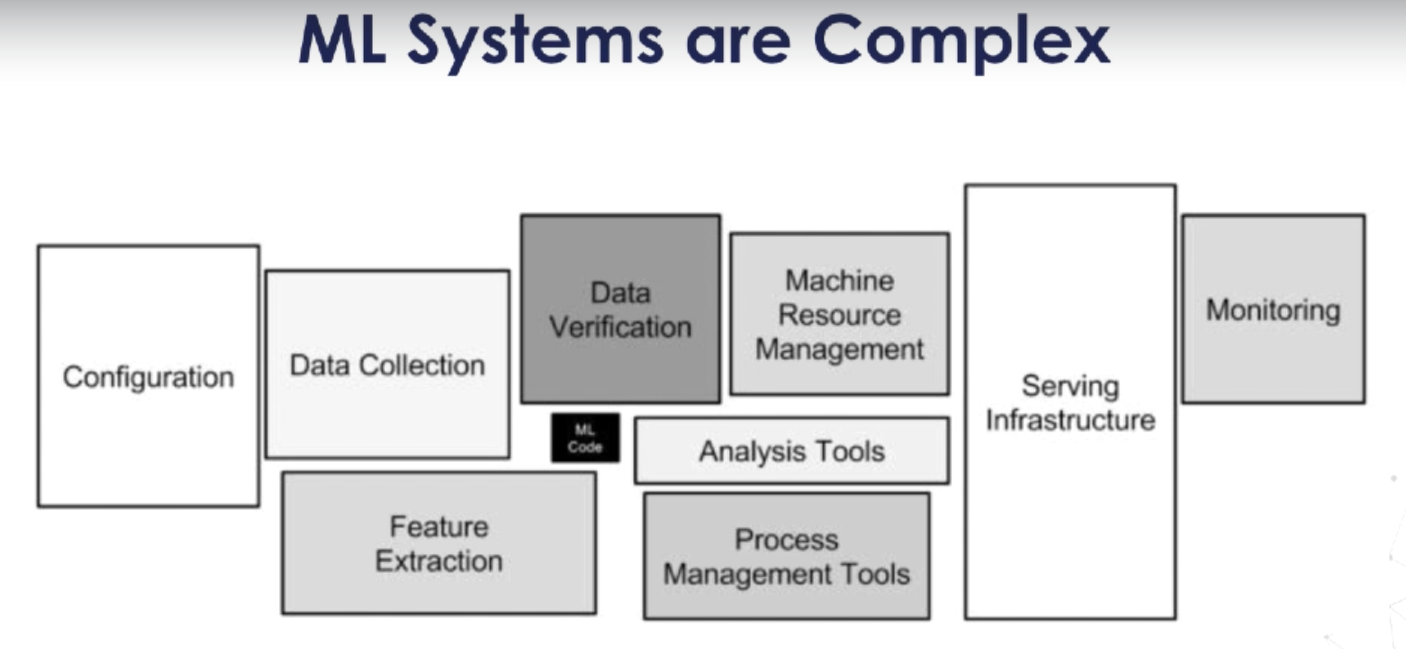 ML Systems are Complex
Configuration
Data Collection
Feature
Extraction
Data
Verification
ML
Code
Machine
Resource
Management
Analysis Tools
Process
Management Tools
Serving
Infrastructure
Monitoring